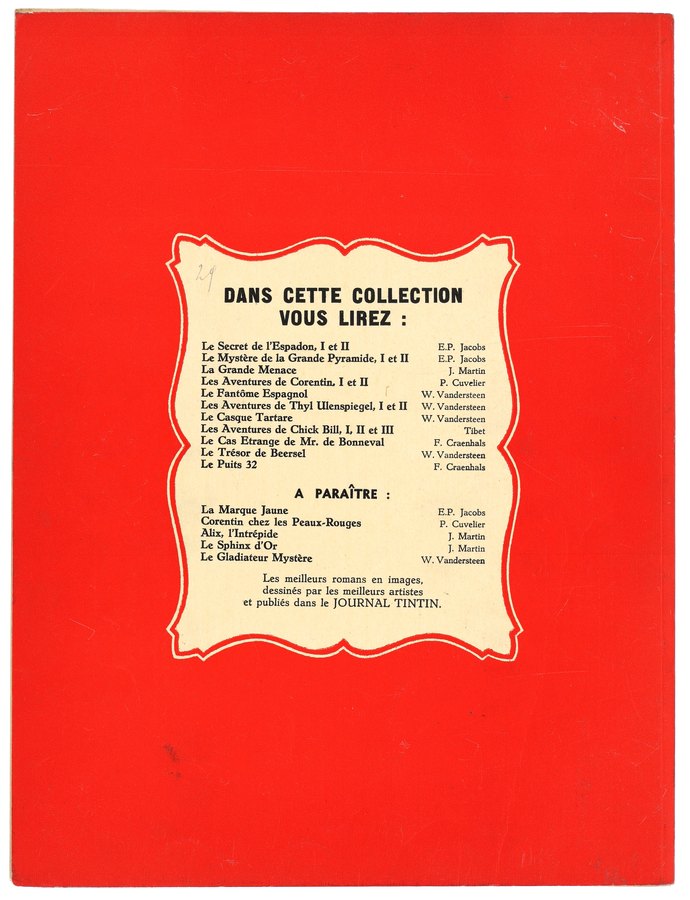 29
DANS CETTE COLLECTION
VOUS LIREZ :
Le Secret de l'Espadon, I et II E.P. Jacobs
Le Mystère de la Grande Pyramide, I et II E.P. Jacobs
La Grande Menace J. Martin
Les Aventures de Corentin, I et II P. Cuvelier
Le Fantôme Espagnol W. Vandersteen
Les Aventures de Thyl Ulenspiegel, I et II W. Vandersteen
Le Casque Tartare W. Vandersteen
Les Aventures de Chick Bill, I, II et III Tibet
Le Cas Etrange de Mr. de Bonneval F. Craenhals
Le Trésor de Beersel W. Vandersteen
Le Puits 32 F. Craenhals
A PARAÎTRE :
La Marque Jaune E.P. Jacobs
Corentin chez les Peaux-Rouges P. Cuvelier
Alix, l'Intrépide J. Martin
Le Sphinx d'Or J. Martin
Le Gladiateur Mystère W. Vandersteen
Les meilleurs romans en images,
dessinés par les meilleurs artistes
et publiés dans le JOURNAL TINTIN.